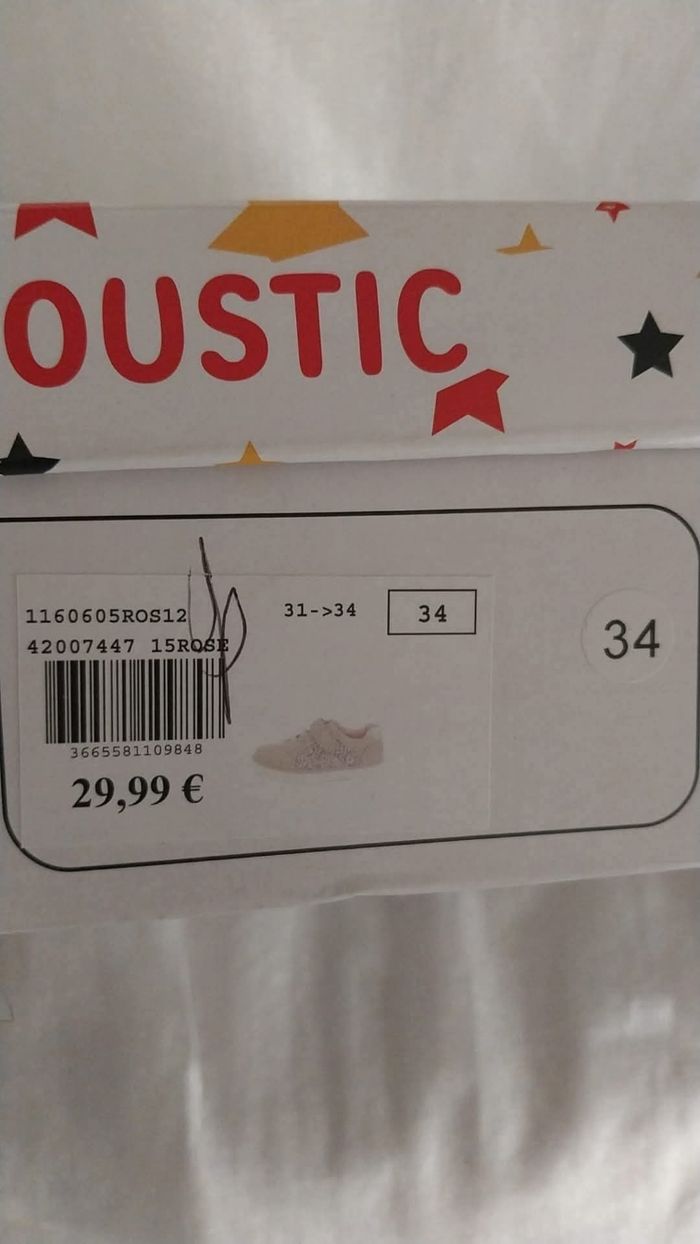 OUSTIC
1160605ROS12 31->34 34
42007447 15ROSE
34
3665581109848
29,99 €